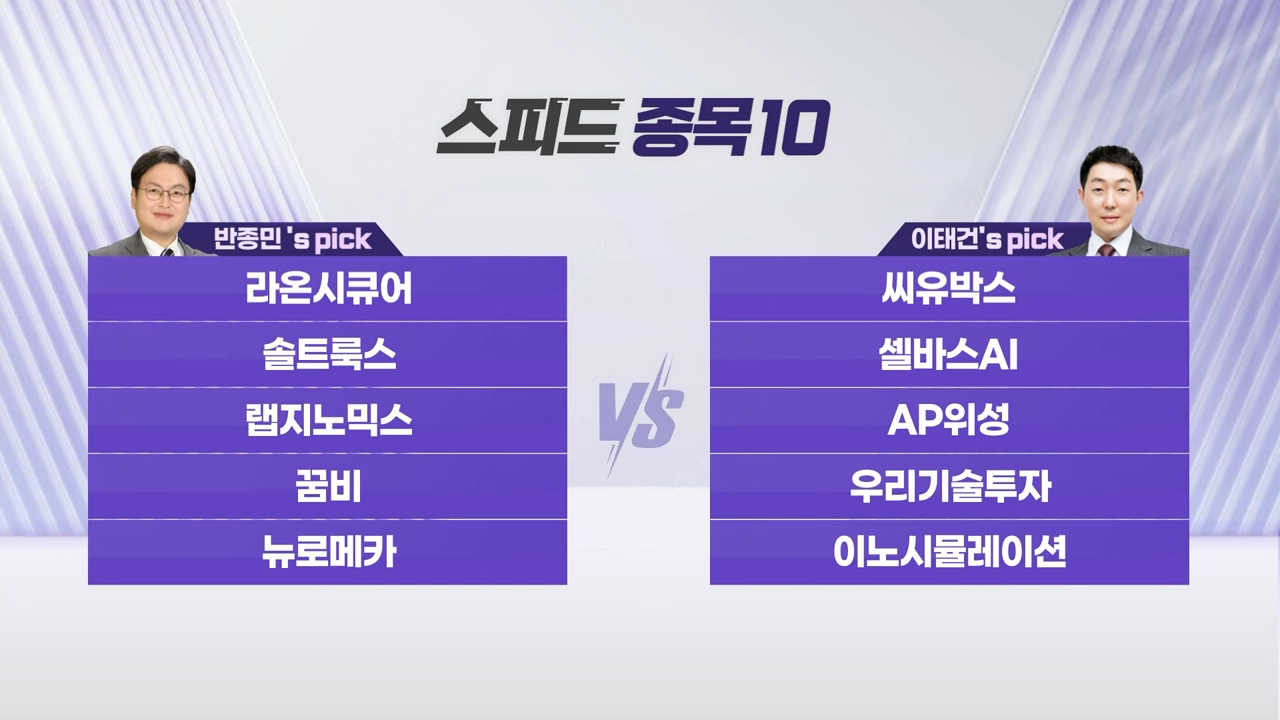 스피드 종목10
반종민 's pick
라온시큐어
솔트룩스
랩지노믹스
꿈비
뉴로메카
VS
이태건's pick
씨유박스
셀바스AI
AP위성
우리기술투자
이노시뮬레이션